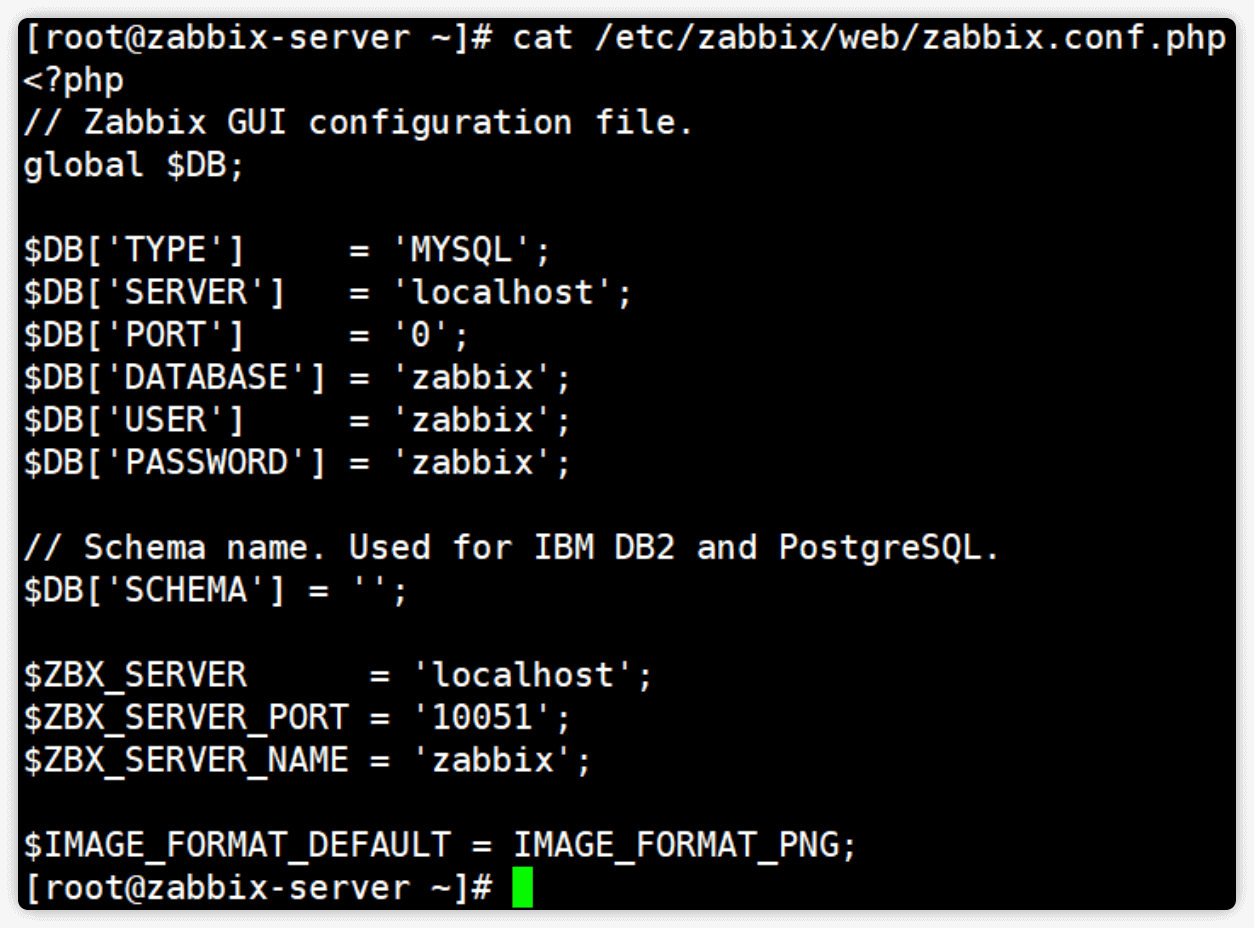 [root@zabbix-server ~]# cat /etc/zabbix/web/zabbix.conf.php
<?php
// Zabbix GUI configuration file.
global $DB;

$DB['TYPE']     = 'MYSQL';
$DB['SERVER']   = 'localhost';
$DB['PORT']     = '0';
$DB['DATABASE'] = 'zabbix';
$DB['USER']     = 'zabbix';
$DB['PASSWORD'] = 'zabbix';

// Schema name. Used for IBM DB2 and PostgreSQL.
$DB['SCHEMA'] = '';

$ZBX_SERVER      = 'localhost';
$ZBX_SERVER_PORT = '10051';
$ZBX_SERVER_NAME = 'zabbix';

$IMAGE_FORMAT_DEFAULT = IMAGE_FORMAT_PNG;
[root@zabbix-server ~]#